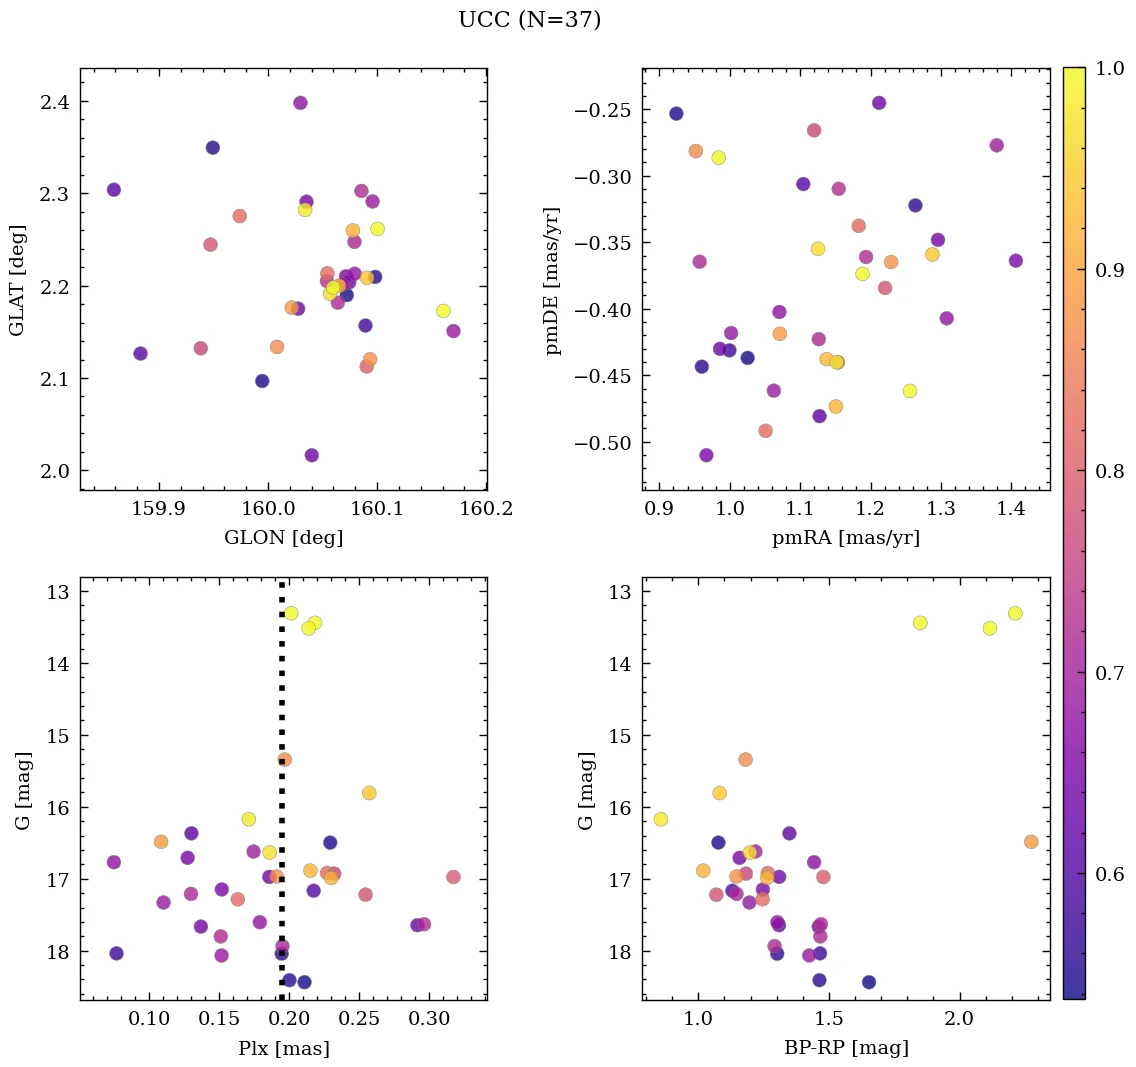 UCC (N=37)
2.4
2.3
2.2
2.1
2.0
GLAT [deg]
159.9 160.0 160.1 160.2
GLON [deg]
−0.25
−0.30
−0.35
−0.40
−0.45
−0.50
pmDE [mas/yr]
0.9 1.0 1.1 1.2 1.3 1.4
pmRA [mas/yr]
1.0
0.9
0.8
0.7
0.6
13
14
15
16
17
18
G [mag]
0.10 0.15 0.20 0.25 0.30
Plx [mas]
13
14
15
16
17
18
G [mag]
1.0 1.5 2.0
BP-RP [mag]